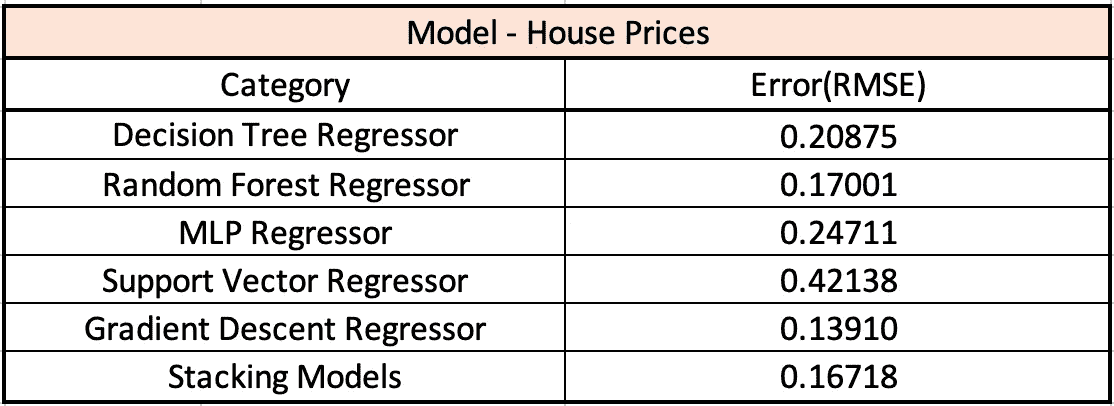 Model - House Prices
Category Error(RMSE)
Decision Tree Regressor 0.20875
Random Forest Regressor 0.17001
MLP Regressor 0.24711
Support Vector Regressor 0.42138
Gradient Descent Regressor 0.13910
Stacking Models 0.16718